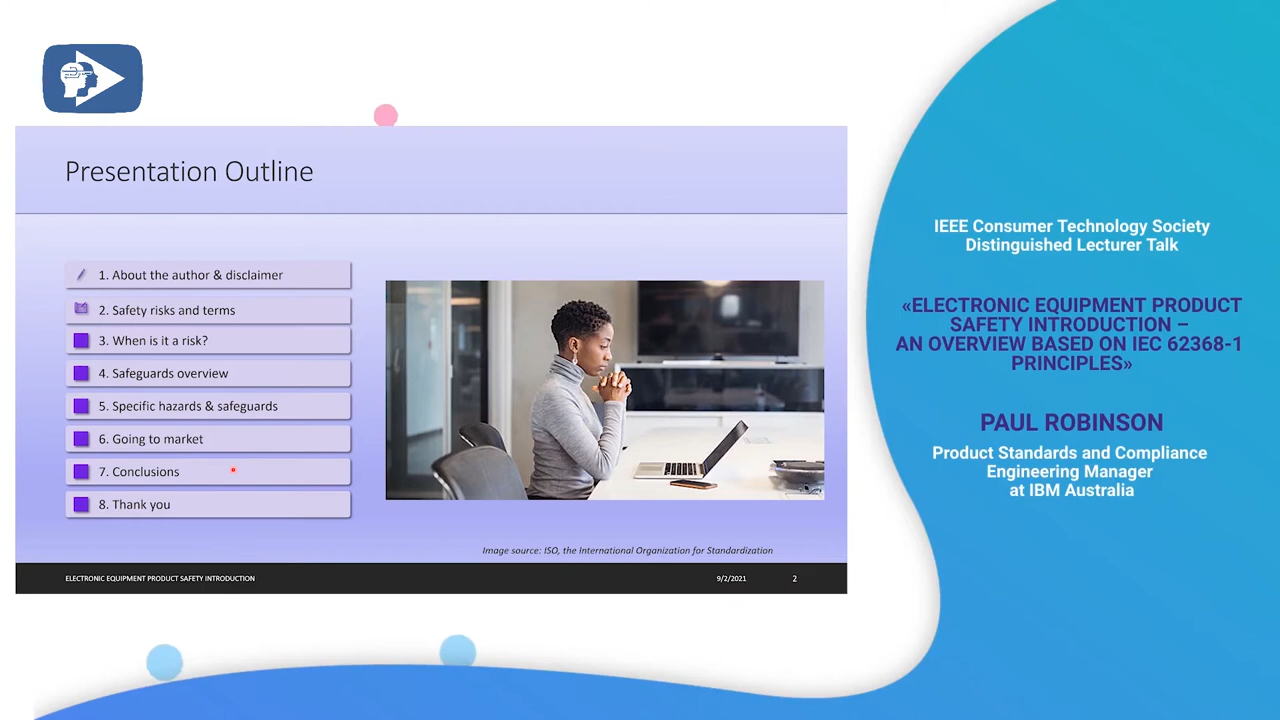 Presentation Outline
1. About the author & disclaimer
2. Safety risks and terms
3. When is it a risk?
4. Safeguards overview
5. Specific hazards & safeguards
6. Going to market
7. Conclusions
8. Thank you
Image source: ISO, the International Organization for Standardization
ELECTRONIC EQUIPMENT PRODUCT SAFETY INTRODUCTION
9/2/2021
2
IEEE Consumer Technology Society
Distinguished Lecturer Talk
«ELECTRONIC EQUIPMENT PRODUCT
SAFETY INTRODUCTION –
AN OVERVIEW BASED ON IEC 62368-1
PRINCIPLES»
PAUL ROBINSON
Product Standards and Compliance
Engineering Manager
at IBM Australia